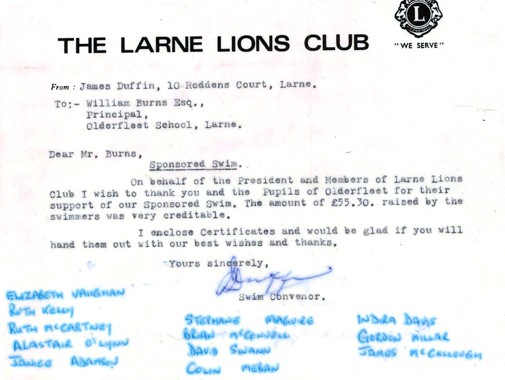 L
THE LARNE LIONS CLUB
"WE SERVE"
From: James Duffin, 10 Roddens Court, Larne.
To:- William Burns Esq.,
Principal,
Olderfleet School, Larne.
Dear Mr. Burns,
Sponsored Swim.
On behalf of the President and Members of Larne Lions
Club I wish to thank you and the Pupils of Olderfleet for their
support of our Sponsored Swim. The amount of £55.30. raised by the
swimmers was very creditable.
I enclose Certificates and would be glad if you will
hand them out with our best wishes and thanks.
Yours sincerely,
Swim Convenor.
ELIZABETH VAUGHAN
RUTH KELLY
RUTH McCARTNEY
ALASTAIR O'LYNN
JANICE ADAMSON
STEPHANE MAGUIRE
BRIAN McCONNELL
DAVID SWANN
COLIN MEBAN
INDIRA DAVIS
GORDON MILLAR
JAMES McCULLOUGH